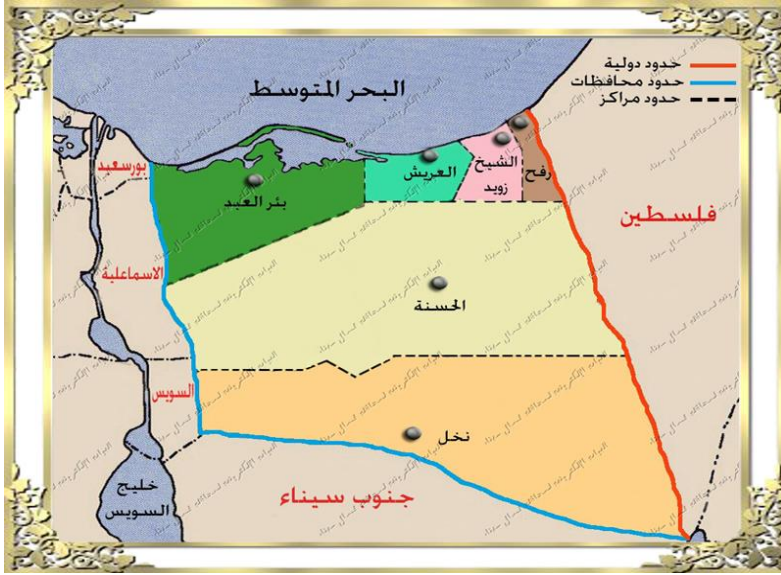 البحر المتوسط
حدود دولية
حدود محافظات
حدود مراكز
بورسعيد
بئر العبد
العريش
الشيخ
زويد
رفح
فلسطين
الاسماعلية
الحسنة
السويس
نخل
جنوب سيناء
خليج
السويس